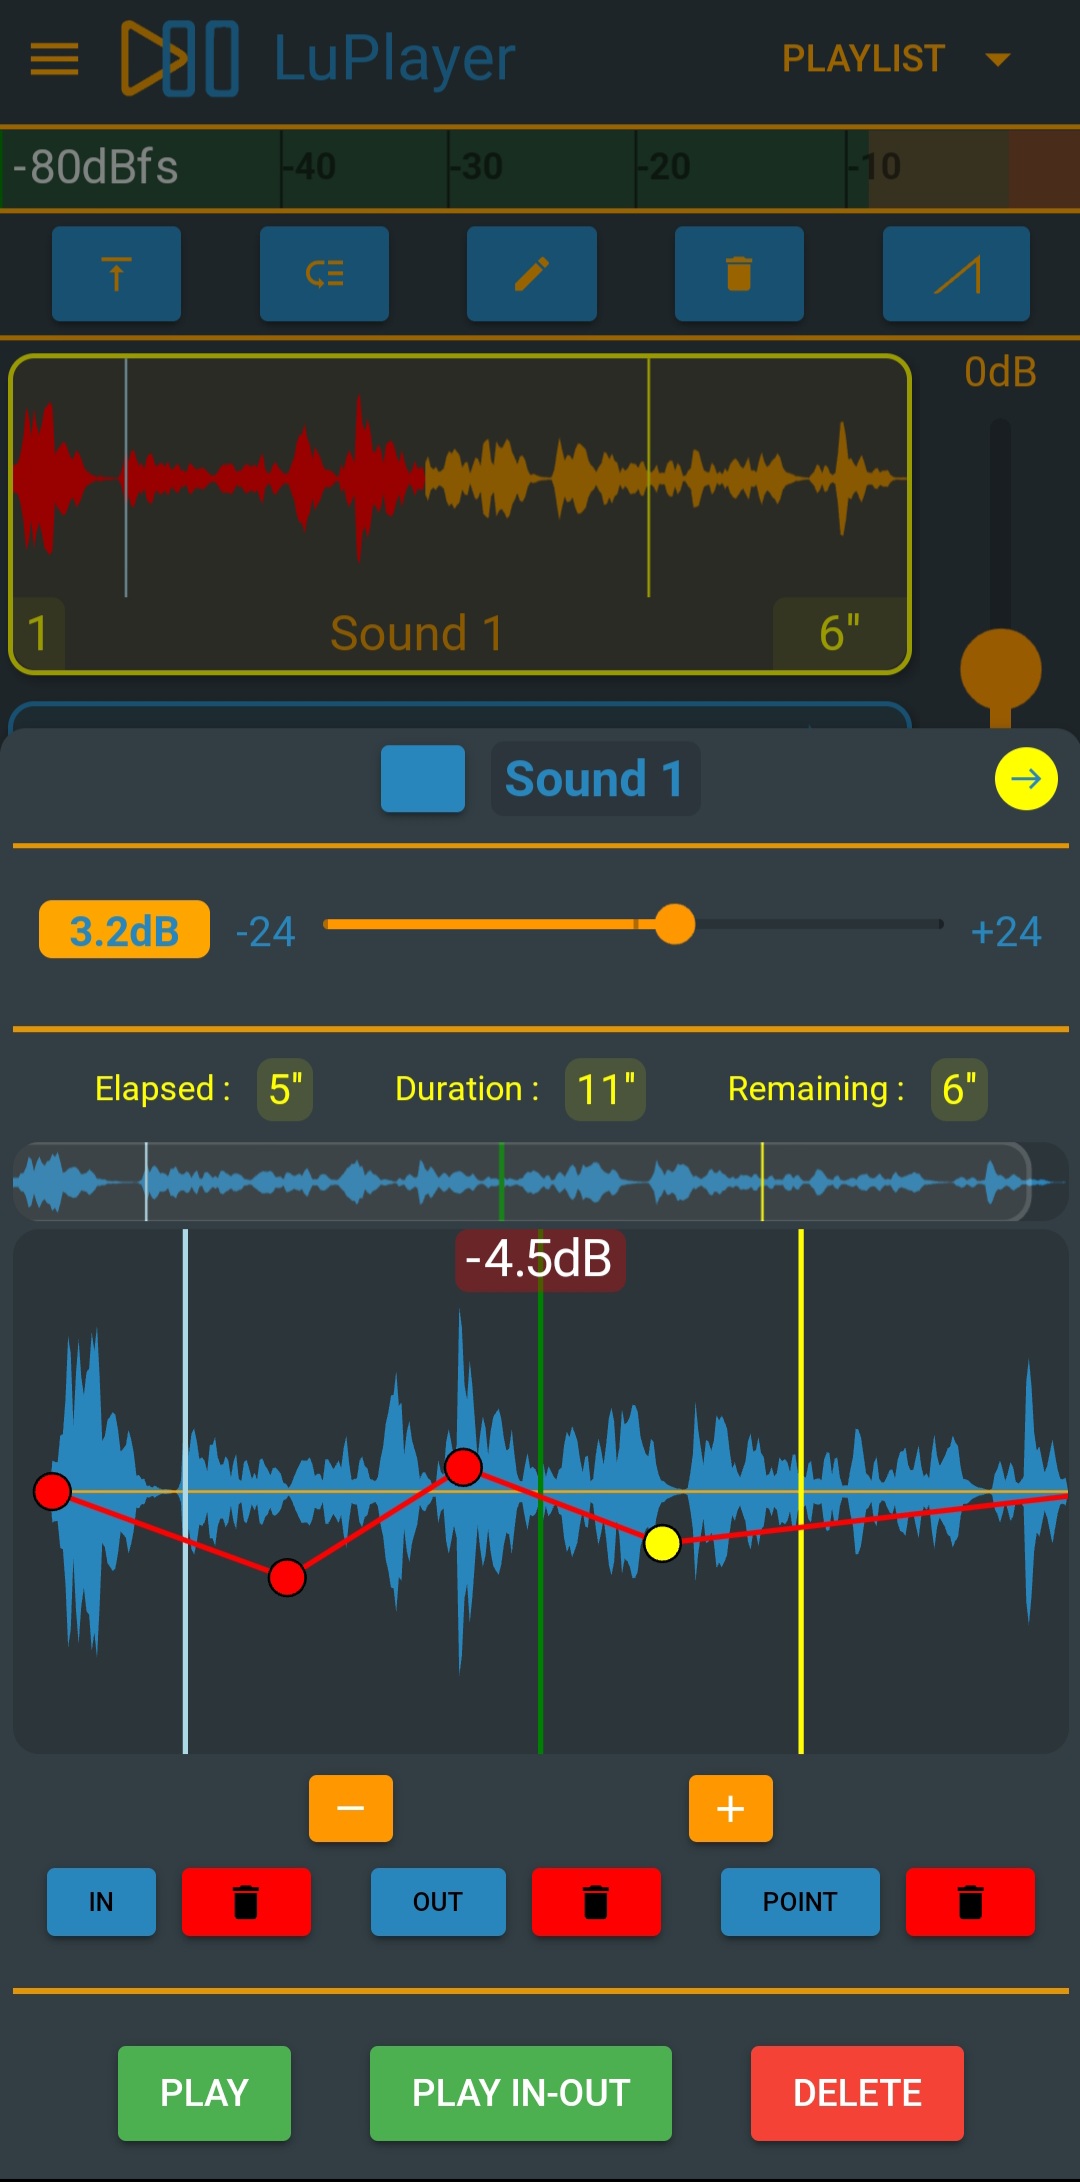 LuPlayer
PLAYLIST
-80dBfs
-40
-30
-20
-10
0dB
1
Sound 1
6"
Sound 1
3.2dB
-24
+24
Elapsed :
5"
Duration :
11"
Remaining :
6"
-4.5dB
−
+
IN
OUT
POINT
PLAY
PLAY IN-OUT
DELETE